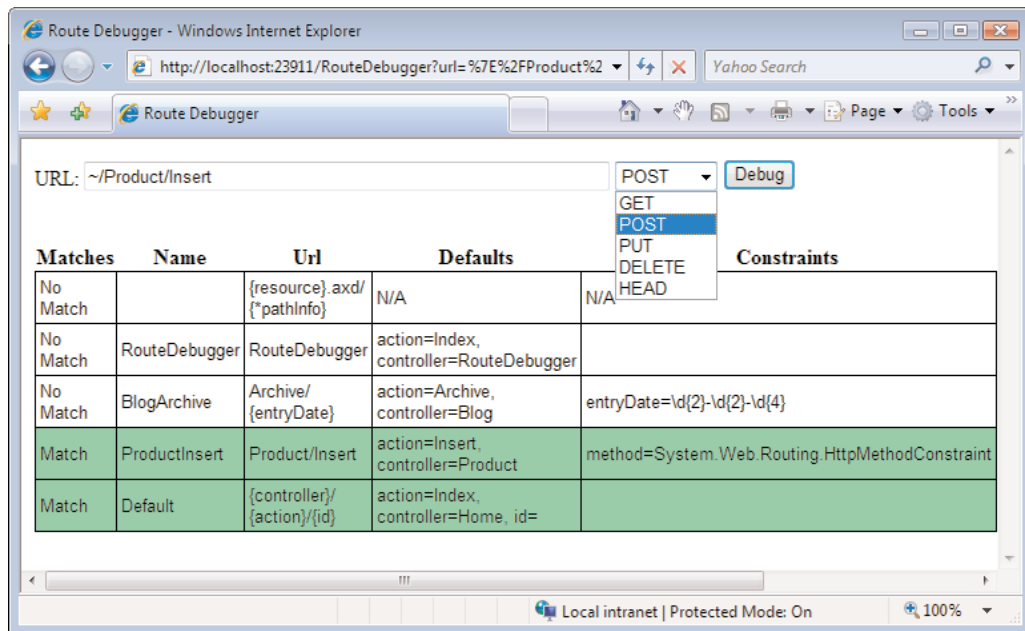 Route Debugger - Windows Internet Explorer
http://localhost:23911/RouteDebugger?url=%7E%2FProduct%2
Yahoo Search
Route Debugger
Page
Tools
»
URL: ~/Product/Insert
POST
Debug
GET
POST
PUT
DELETE
HEAD
Matches Name Url Defaults Constraints
No
Match
{resource}.axd/
{*pathInfo}
N/A
N/A
No
Match
RouteDebugger
RouteDebugger
action=Index,
controller=RouteDebugger
No
Match
BlogArchive
Archive/
{entryDate}
action=Archive,
controller=Blog
entryDate=\d{2}-\d{2}-\d{4}
Match
ProductInsert
Product/Insert
action=Insert,
controller=Product
method=System.Web.Routing.HttpMethodConstraint
Match
Default
{controller}/
{action}/{id}
action=Index,
controller=Home, id=
Local intranet | Protected Mode: On
100%